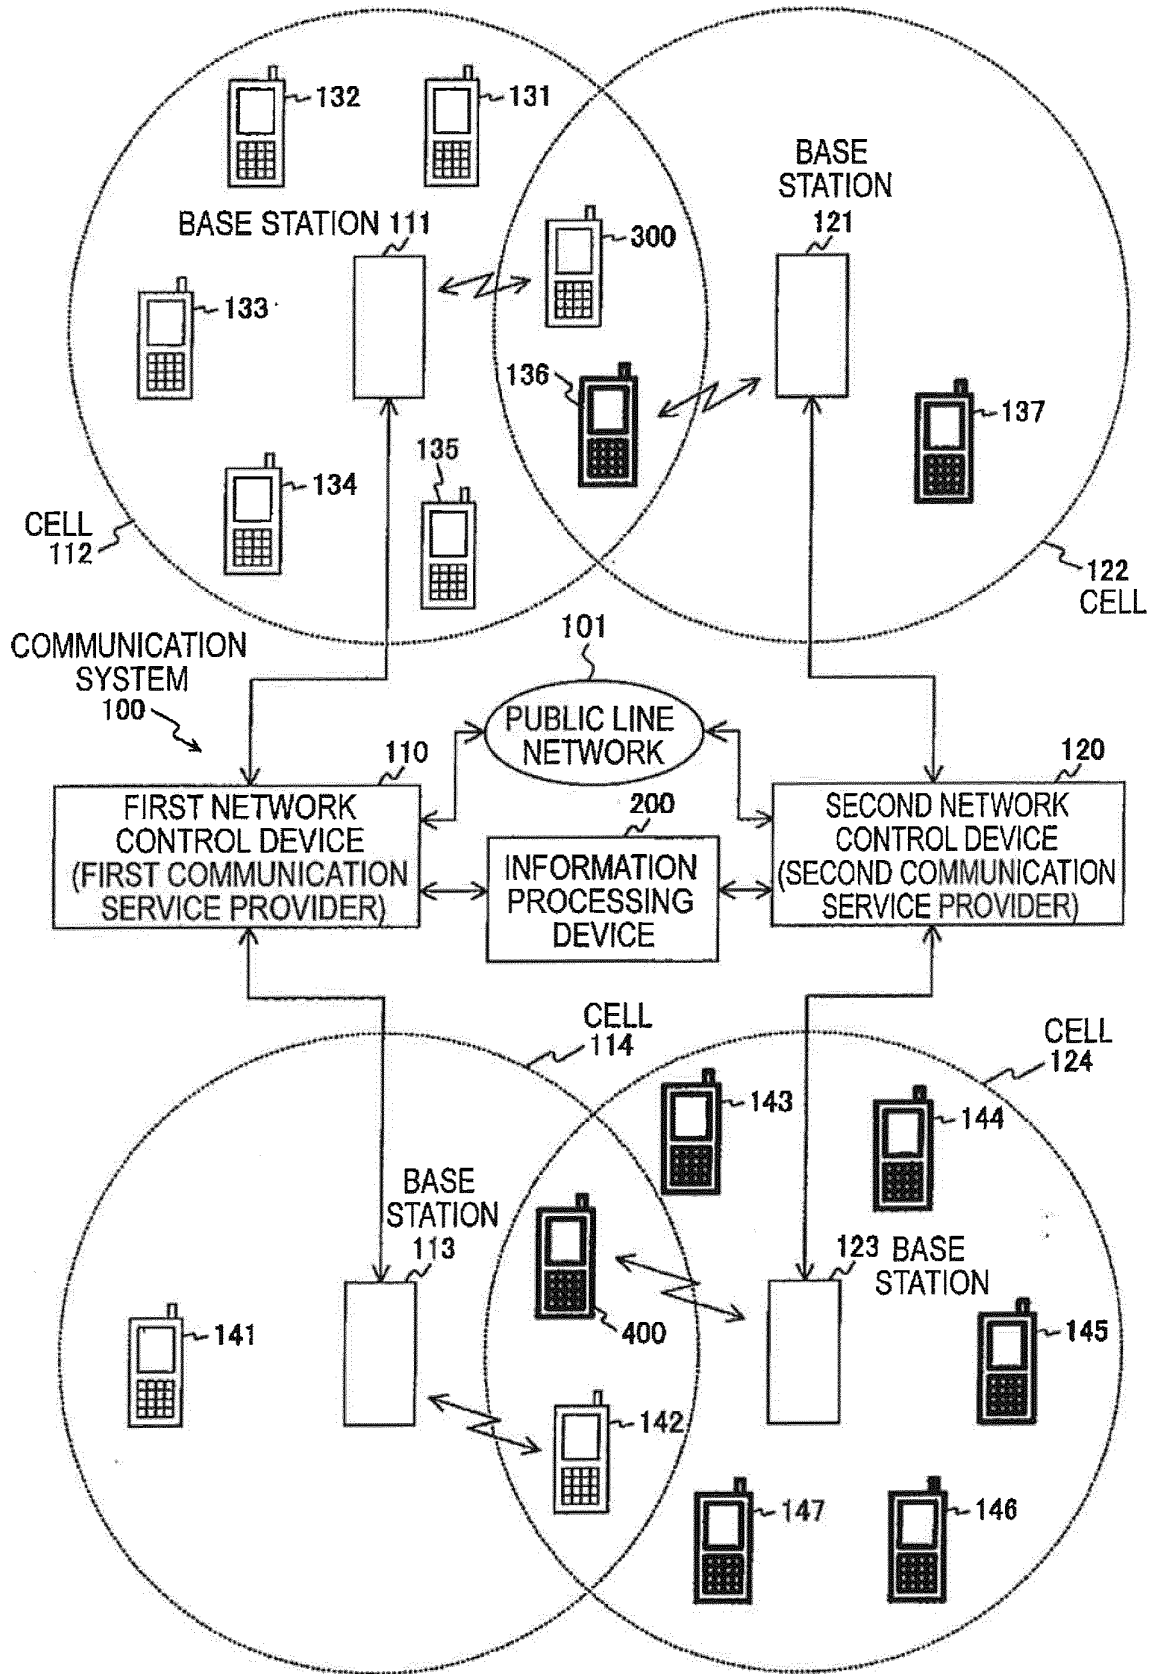 132
131
BASE
STATION
121
BASE STATION 111
300
133
136
137
135
134
CELL
112
122
CELL
101
COMMUNICATION
SYSTEM
100
PUBLIC LINE
NETWORK
110
120
FIRST NETWORK
CONTROL DEVICE
(FIRST COMMUNICATION
SERVICE PROVIDER)
200
INFORMATION
PROCESSING
DEVICE
SECOND NETWORK
CONTROL DEVICE
(SECOND COMMUNICATION
SERVICE PROVIDER)
CELL
114
CELL
124
143
144
BASE
STATION
113
123 BASE
STATION
400
141
145
142
147
146